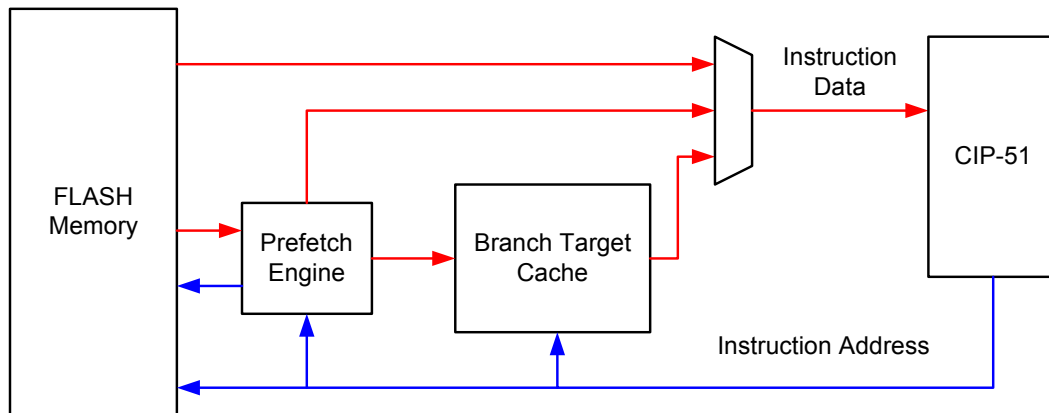 FLASH
Memory
Prefetch
Engine
Branch Target
Cache
Instruction
Data
CIP-51
Instruction Address